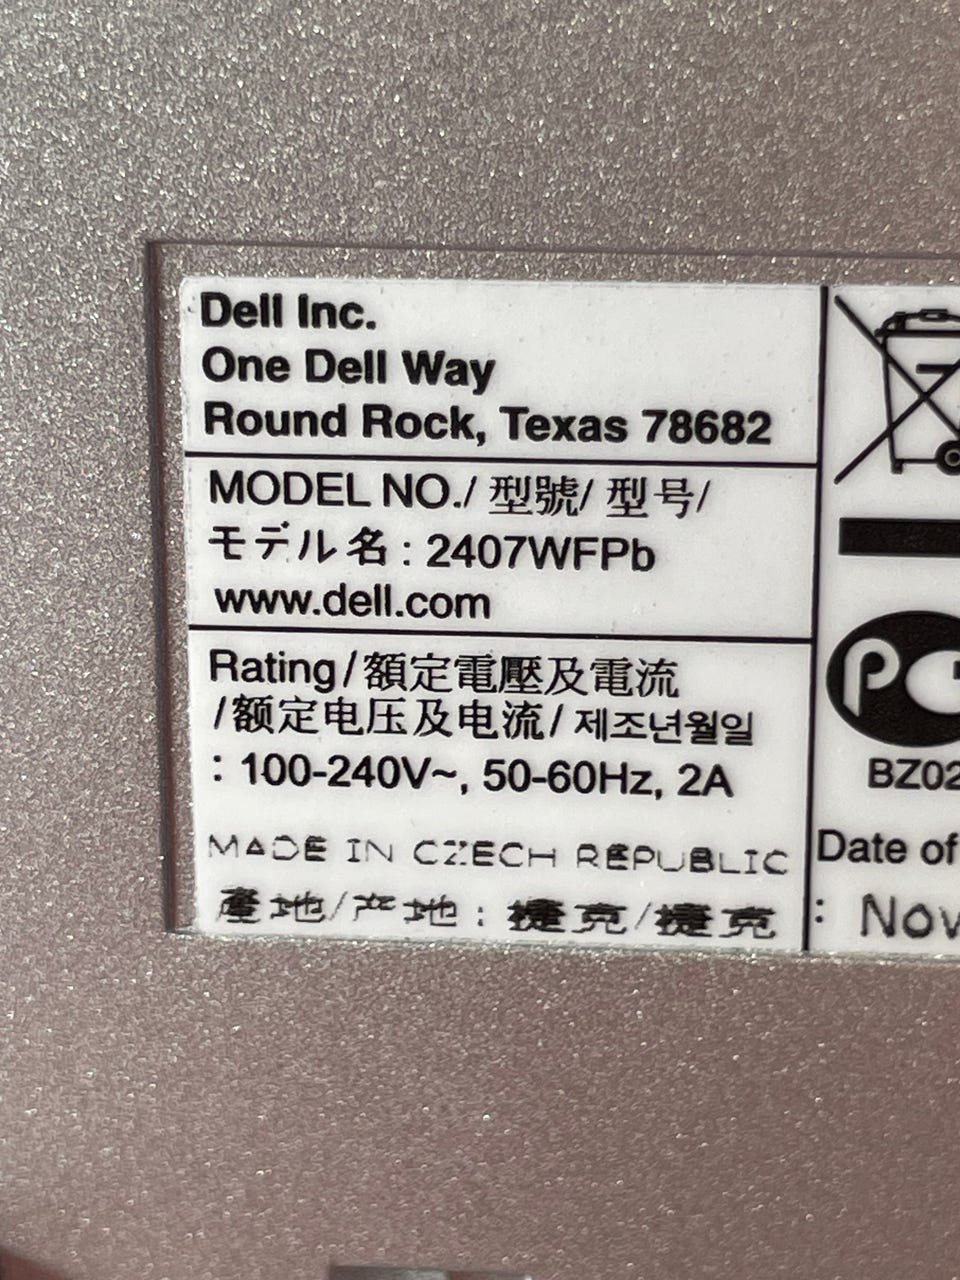 Dell Inc.
One Dell Way
Round Rock, Texas 78682
MODEL NO./ 型號/ 型号/
モデル名 : 2407WFPb
www.dell.com
Rating/額定電壓及電流
/额定电压及电流/제조년월일
: 100-240V~, 50-60Hz, 2A
MADE IN CZECH REPUBLIC
產地/产地 : 捷克/捷克
PG
BZ02
Date of
: Nov